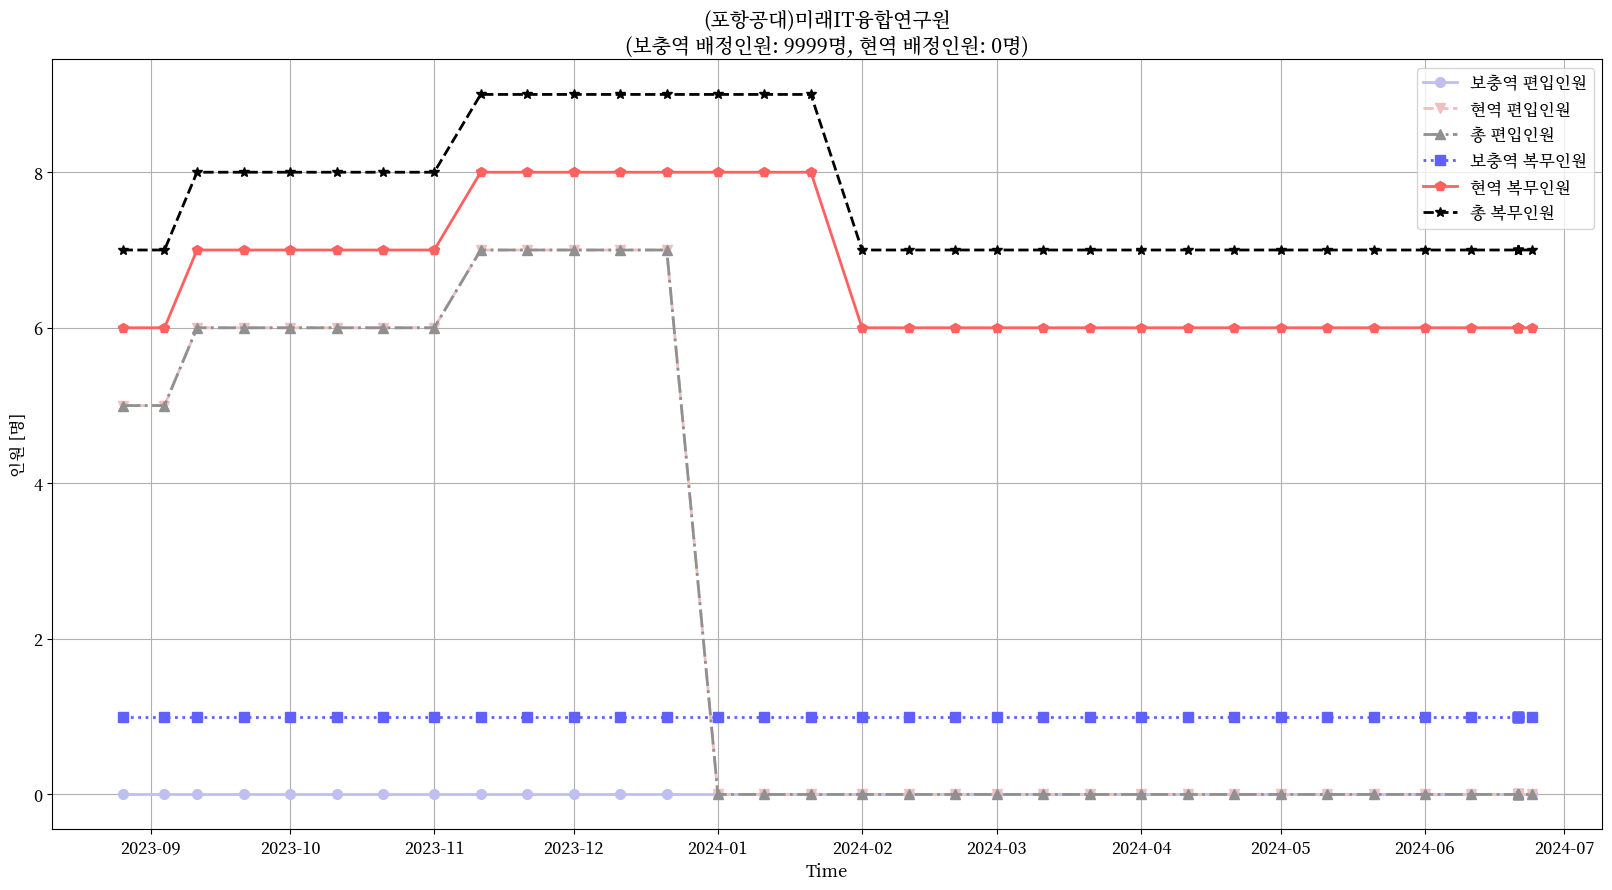 (포항공대)미래IT융합연구원
(보충역 배정인원: 9999명, 현역 배정인원: 0명)
보충역 편입인원
현역 편입인원
총 편입인원
보충역 복무인원
현역 복무인원
총 복무인원
인원 [명]
8
6
4
2
0
2023-09 2023-10 2023-11 2023-12 2024-01 2024-02 2024-03 2024-04 2024-05 2024-06 2024-07
Time